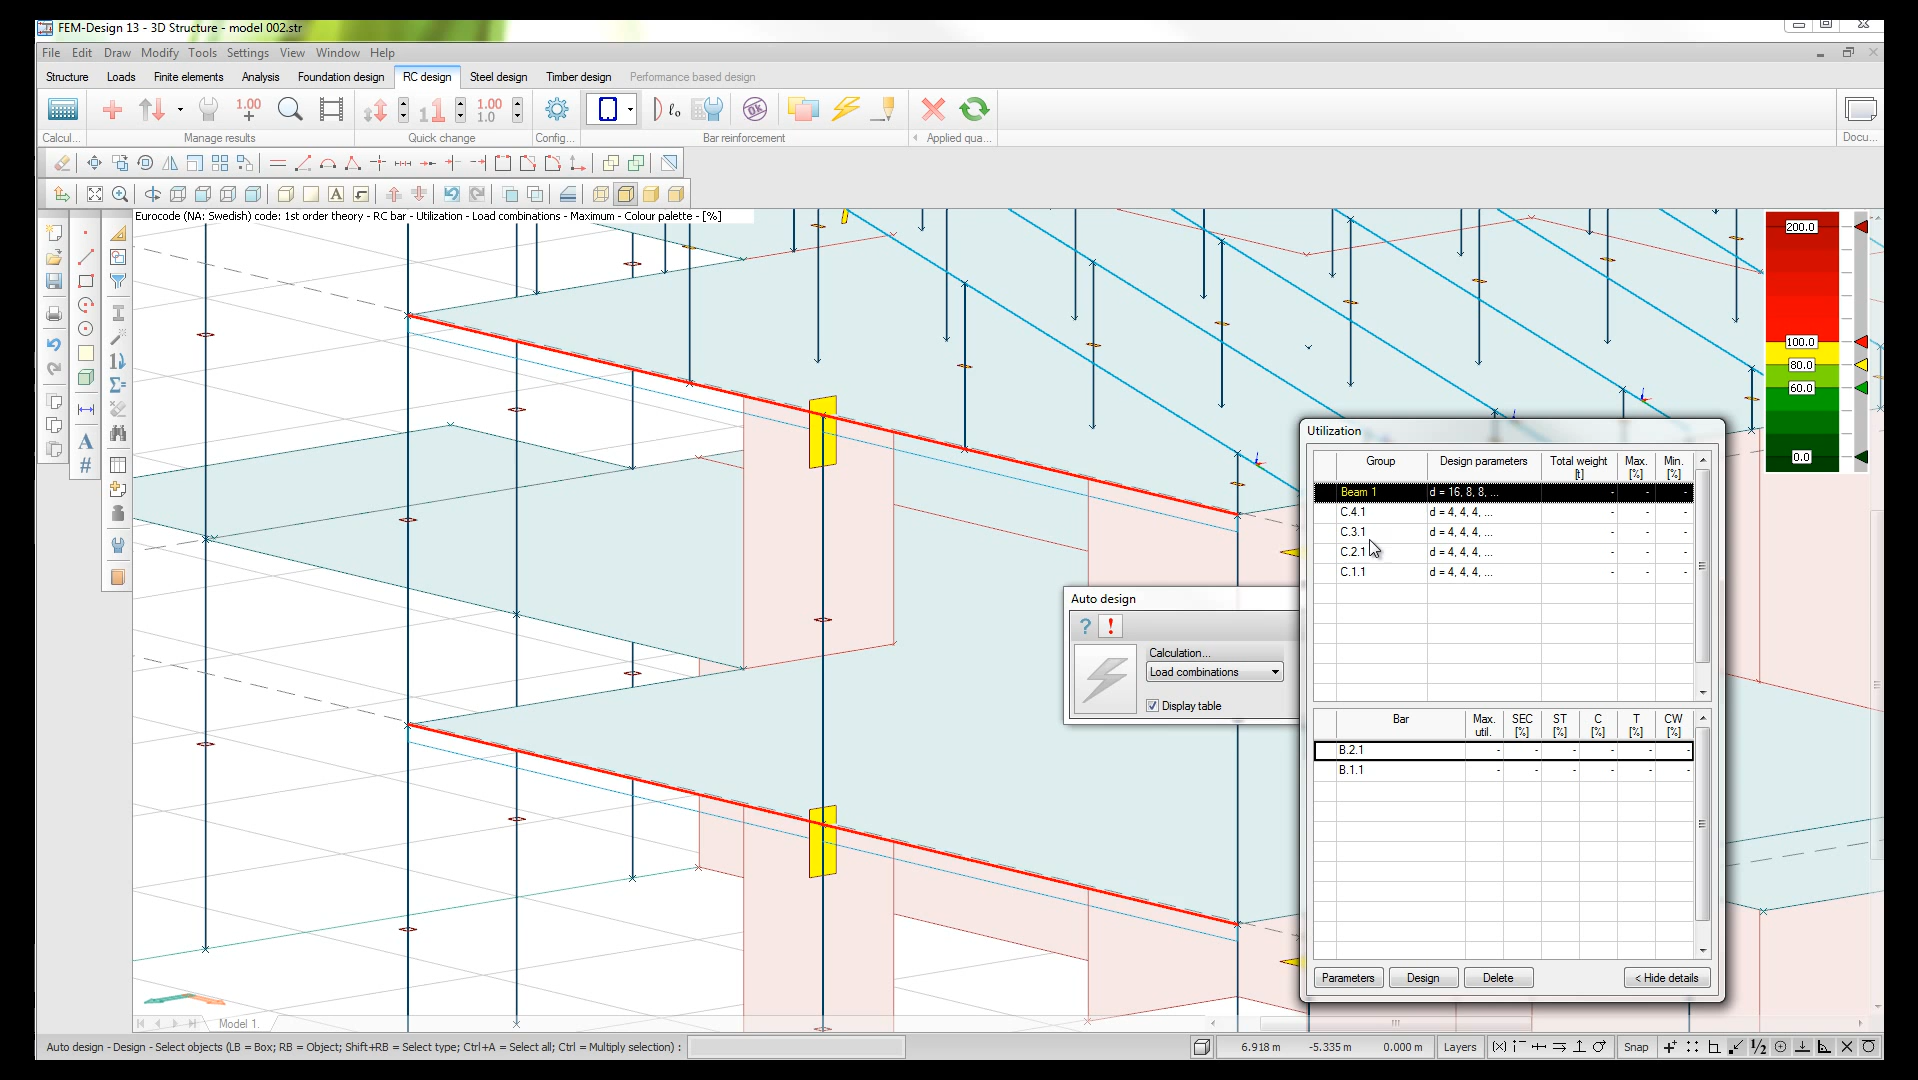 FEM-Design 13 - 3D Structure - model 002.str
File Edit Draw Modify Tools Settings View Window Help
Structure Loads Finite elements Analysis Foundation design RC design Steel design Timber design Performance based design
1.00
1.00
1.0
OK
Calcul... Manage results Quick change Config... Bar reinforcement Applied qua... Docu...
Eurocode (NA: Swedish) code: 1st order theory - RC bar - Utilization - Load combinations - Maximum - Colour palette - [%]
200.0
100.0
80.0
60.0
0.0
Utilization
Group Design parameters Total weight [t] Max. [%] Min. [%]
Beam 1 d = 16, 8, 8, ... - - -
C.4.1 d = 4, 4, 4, ... - - -
C.3.1 d = 4, 4, 4, ... - - -
C.2.1 d = 4, 4, 4, ... - - -
C.1.1 d = 4, 4, 4, ... - - -
Auto design
? !
Calculation...
Load combinations
Display table
Bar Max. util. SEC [%] ST [%] C [%] T [%] CW [%]
B.2.1 - - - - - -
B.1.1 - - - - - -
Parameters Design Delete < Hide details
Model 1.
Auto design - Design - Select objects (LB = Box; RB = Object; Shift+RB = Select type; Ctrl+A = Select all; Ctrl = Multiply selection) :
6.918 m -5.335 m 0.000 m Layers Snap 1/2